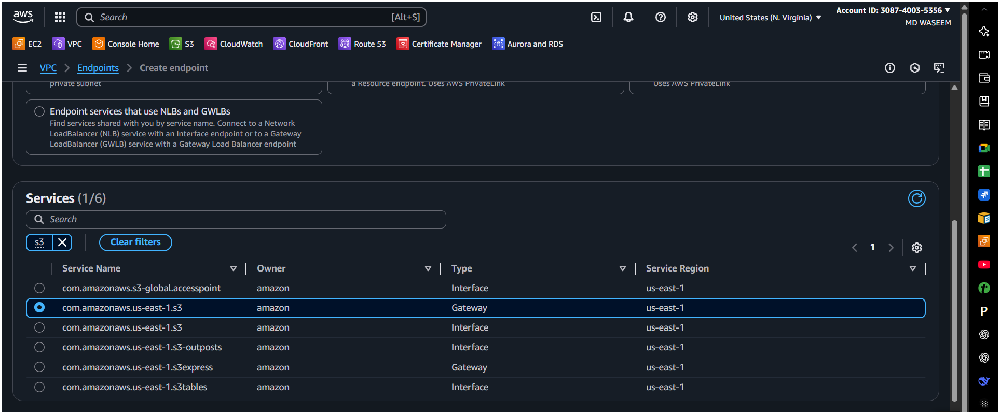 aws
Search [Alt+S]
United States (N. Virginia)
Account ID: 3087-4003-5356
MD WASEEM
EC2 VPC Console Home S3 CloudWatch CloudFront Route 53 Certificate Manager Aurora and RDS
VPC Endpoints Create endpoint
private subnet
a Resource endpoint. Uses AWS PrivateLink
Uses AWS PrivateLink
Endpoint services that use NLBs and GWLBs
Find services shared with you by service name. Connect to a Network
LoadBalancer (NLB) service with an Interface endpoint or to a Gateway
LoadBalancer (GWLB) service with a Gateway Load Balancer endpoint
Services (1/6)
Search
s3 Clear filters
1
Service Name Owner Type Service Region
com.amazonaws.s3-global.accesspoint amazon Interface us-east-1
com.amazonaws.us-east-1.s3 amazon Gateway us-east-1
com.amazonaws.us-east-1.s3 amazon Interface us-east-1
com.amazonaws.us-east-1.s3-outposts amazon Interface us-east-1
com.amazonaws.us-east-1.s3express amazon Gateway us-east-1
com.amazonaws.us-east-1.s3tables amazon Interface us-east-1
P